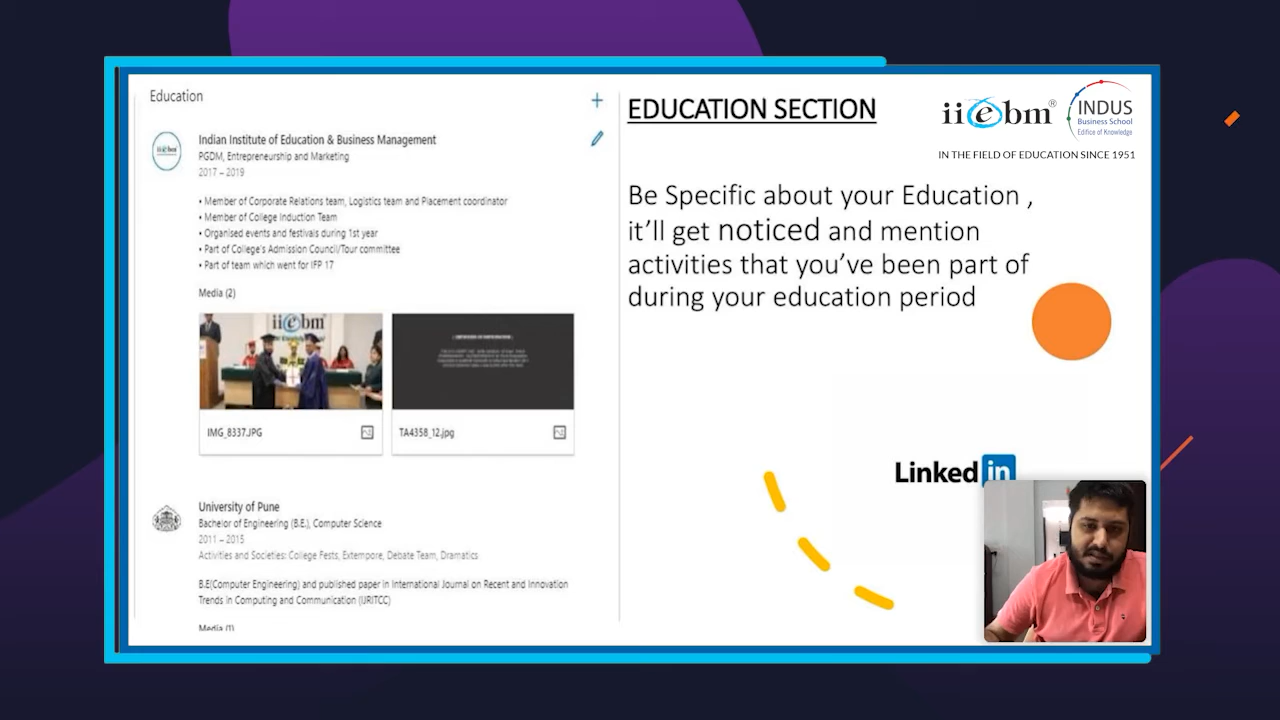 Education
Indian Institute of Education & Business Management
PGDM, Entrepreneurship and Marketing
2017 – 2019
• Member of Corporate Relations team, Logistics team and Placement coordinator
• Member of College Induction Team
• Organised events and festivals during 1st year
• Part of College's Admission Council/Tour committee
• Part of team which went for IFP 17
Media (2)
iiebm
IMG_8337.JPG
TA4358_12.jpg
University of Pune
Bachelor of Engineering (B.E.), Computer Science
2011 – 2015
Activities and Societies: College Fests, Extempore, Debate Team, Dramatics
B.E(Computer Engineering) and published paper in International Journal on Recent and Innovation
Trends in Computing and Communication (IJRITCC)
Media (1)
EDUCATION SECTION
iiebm®
INDUS
Business School
Edifice of Knowledge
IN THE FIELD OF EDUCATION SINCE 1951
Be Specific about your Education ,
it’ll get noticed and mention
activities that you’ve been part of
during your education period
Linked in